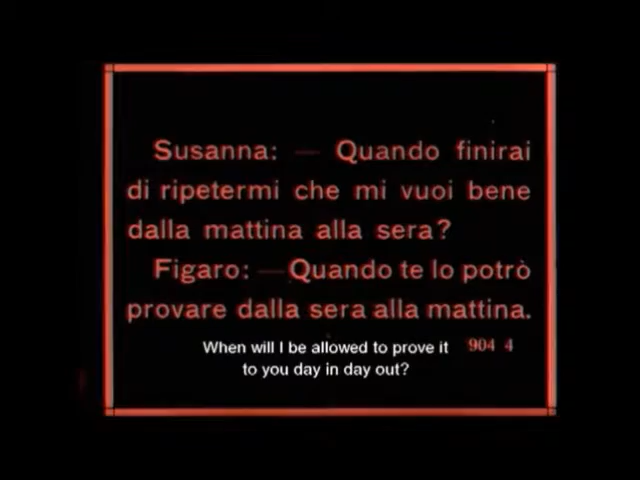 Susanna: — Quando finirai
di ripetermi che mi vuoi bene
dalla mattina alla sera?
Figaro: — Quando te lo potrò
provare dalla sera alla mattina.
When will I be allowed to prove it
904 4
to you day in day out?